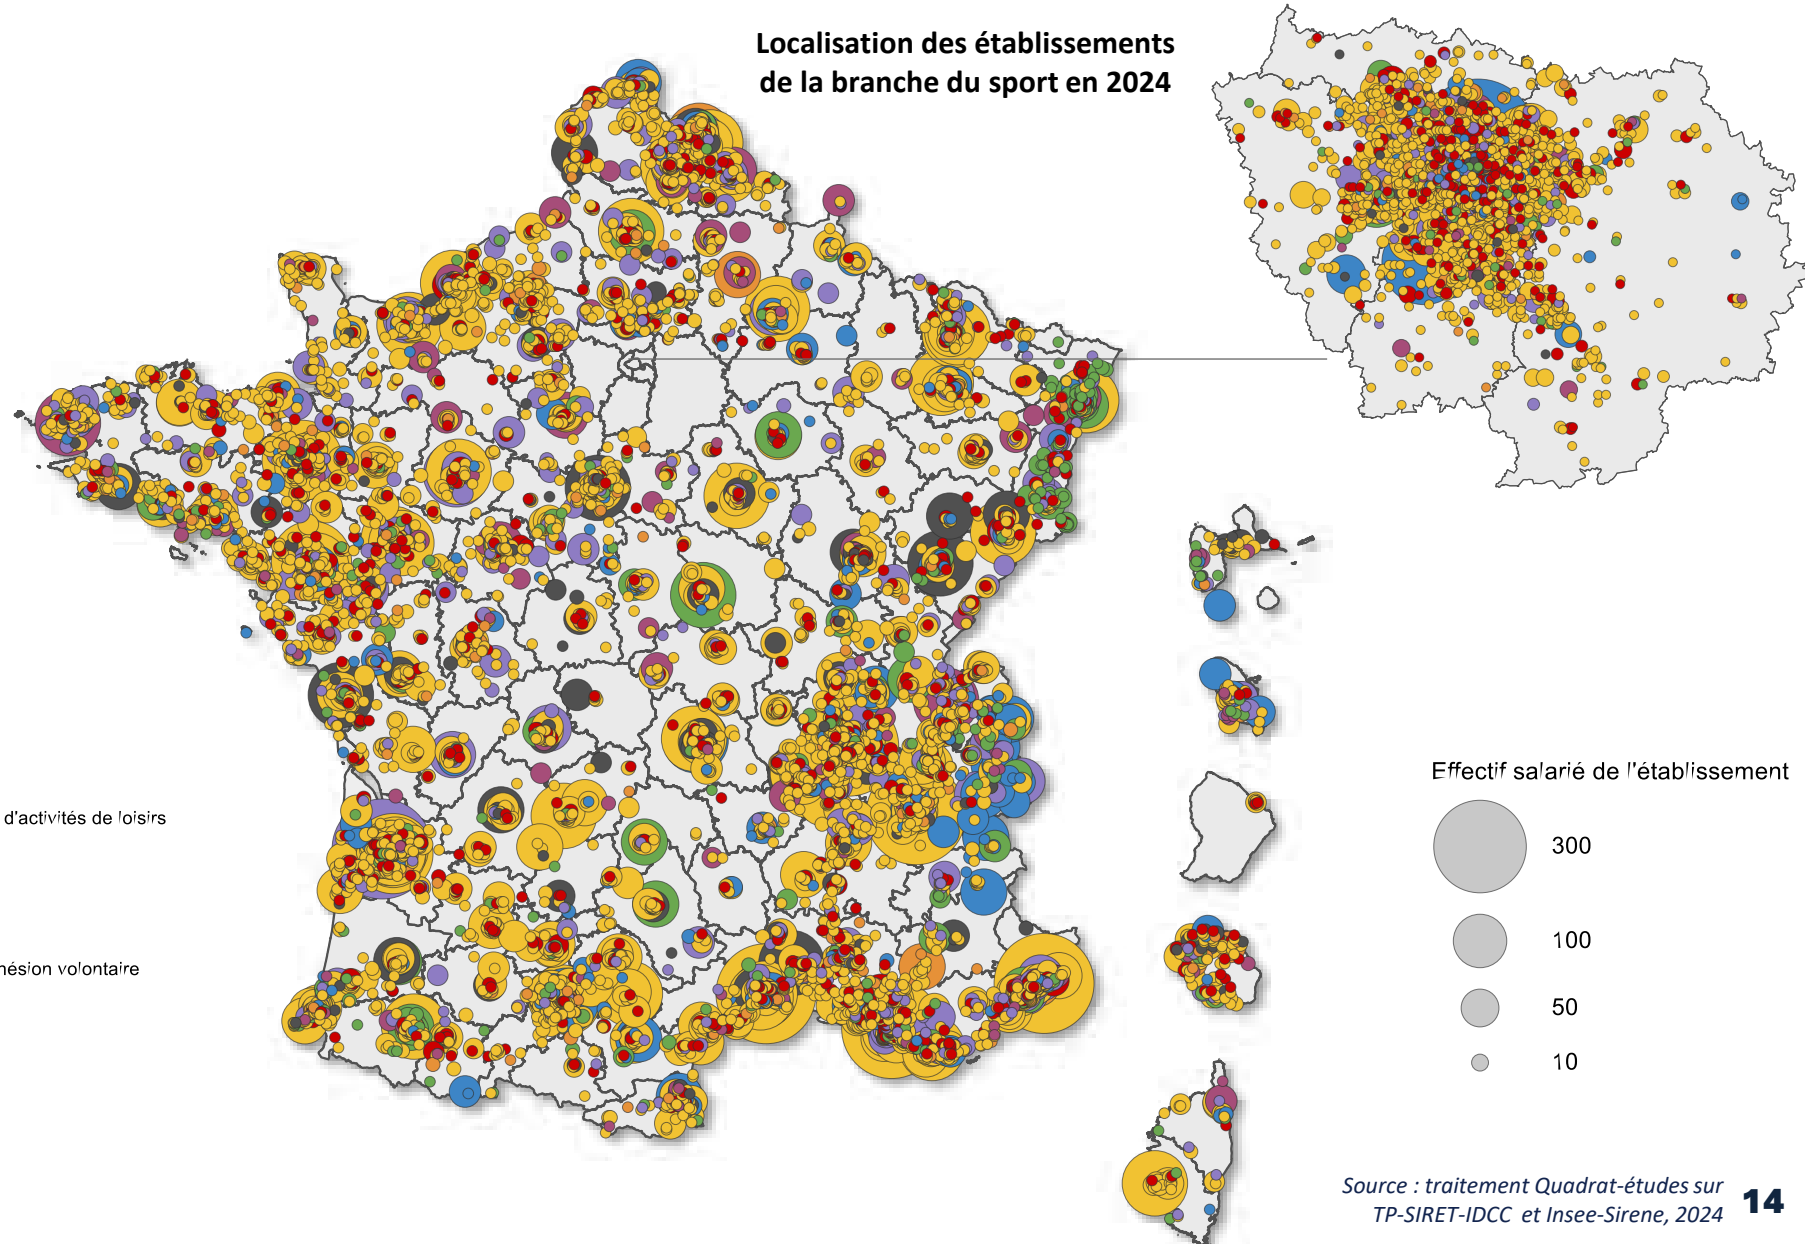 Localisation des établissements
de la branche du sport en 2024
d'activités de loisirs
hésion volontaire
Effectif salarié de l'établissement
300
100
50
10
Source : traitement Quadrat-études sur
TP-SIRET-IDCC et Insee-Sirene, 2024
14